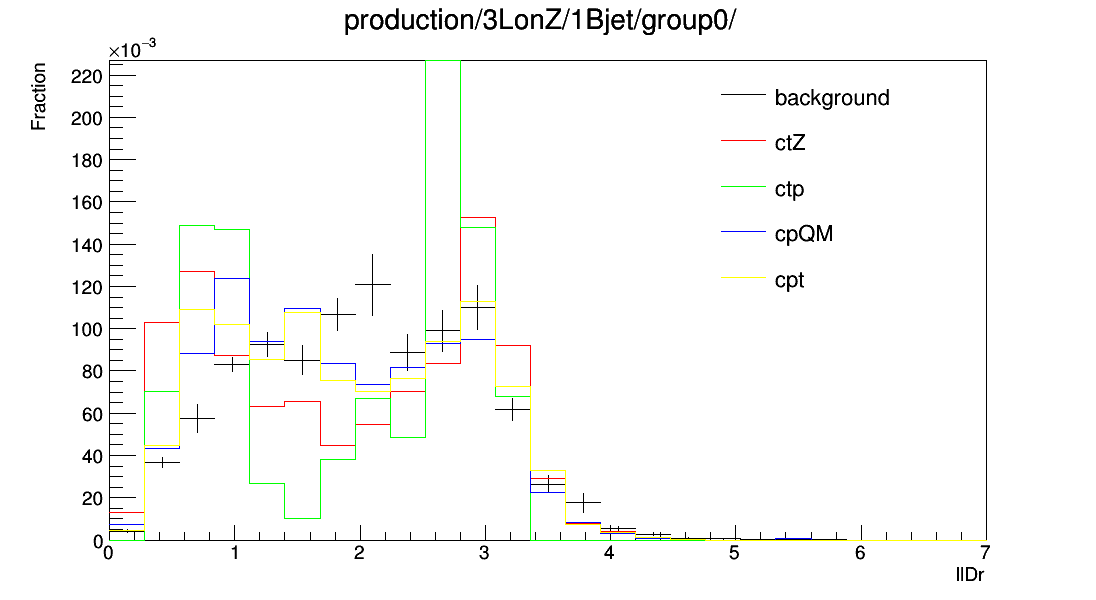 production/3LonZ/1Bjet/group0/
×10⁻³
Fraction
220
200
180
160
140
120
100
80
60
40
20
0
background
ctZ
ctp
cpQM
cpt
0 1 2 3 4 5 6 7
llDr